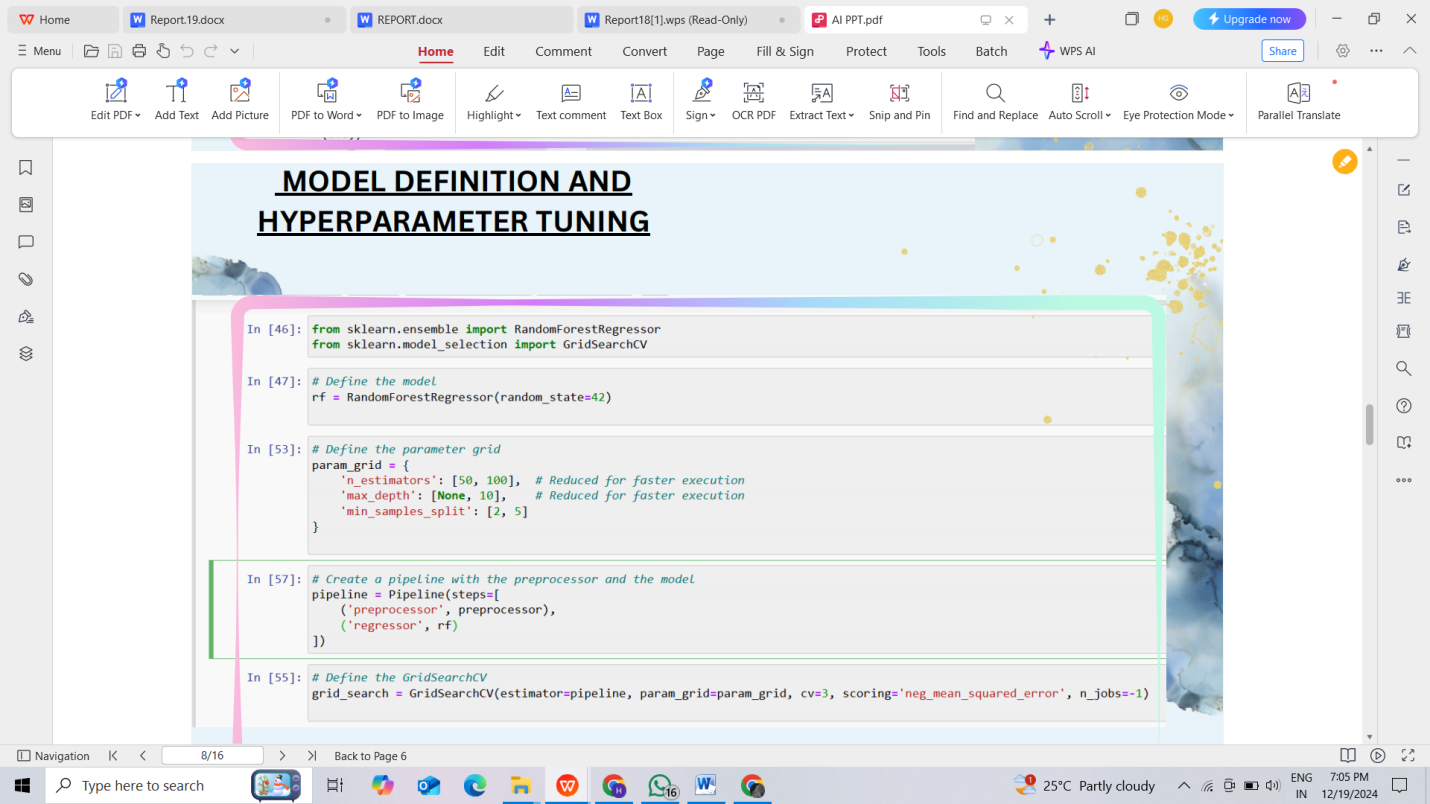 Home
Report.19.docx
REPORT.docx
Report18[1].wps (Read-Only)
AI PPT.pdf
HG
Upgrade now
Menu
Home
Edit
Comment
Convert
Page
Fill & Sign
Protect
Tools
Batch
WPS AI
Share
Edit PDF
Add Text
Add Picture
PDF to Word
PDF to Image
Highlight
Text comment
Text Box
Sign
OCR PDF
Extract Text
Snip and Pin
Find and Replace
Auto Scroll
Eye Protection Mode
Parallel Translate
MODEL DEFINITION AND
HYPERPARAMETER TUNING
In [46]: from sklearn.ensemble import RandomForestRegressor
from sklearn.model_selection import GridSearchCV
In [47]: # Define the model
rf = RandomForestRegressor(random_state=42)
In [53]: # Define the parameter grid
param_grid = {
'n_estimators': [50, 100],  # Reduced for faster execution
'max_depth': [None, 10],    # Reduced for faster execution
'min_samples_split': [2, 5]
}
In [57]: # Create a pipeline with the preprocessor and the model
pipeline = Pipeline(steps=[
('preprocessor', preprocessor),
('regressor', rf)
])
In [55]: # Define the GridSearchCV
grid_search = GridSearchCV(estimator=pipeline, param_grid=param_grid, cv=3, scoring='neg_mean_squared_error', n_jobs=-1)
Navigation
8/16
Back to Page 6
Type here to search
16
1
25°C Partly cloudy
ENG
IN
7:05 PM
12/19/2024